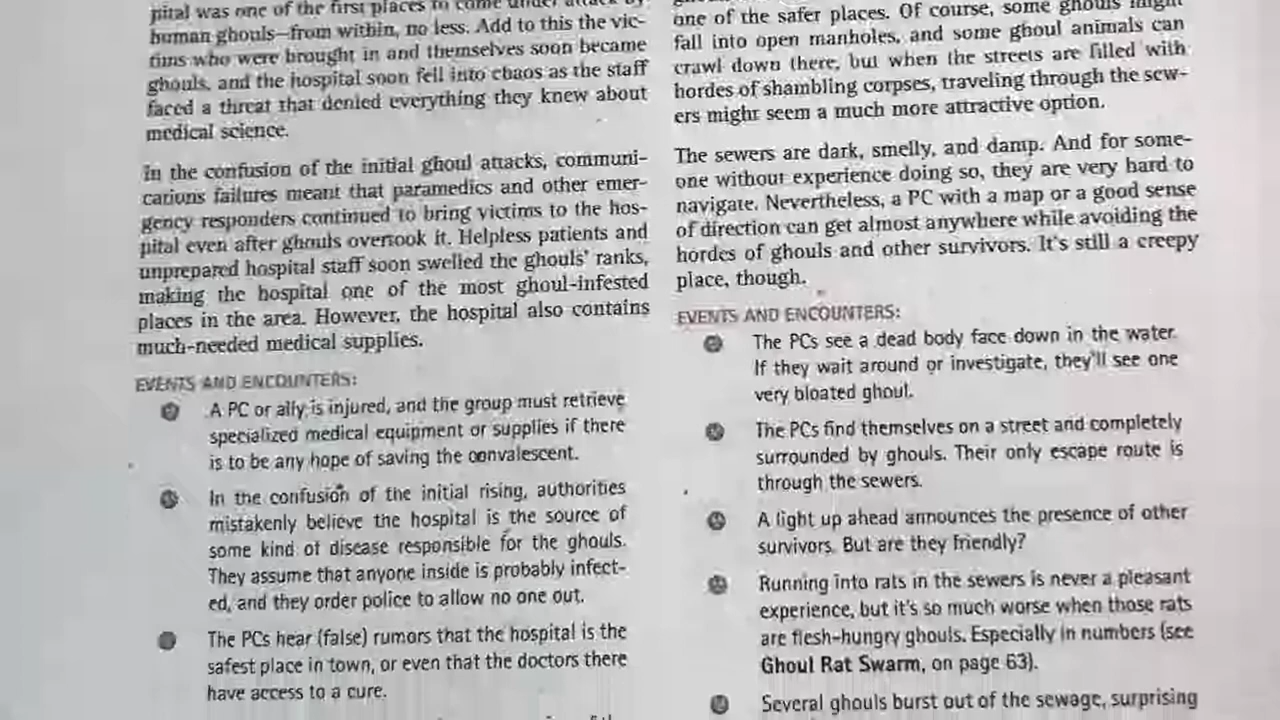 pital was one of the first places to come under attack by
human ghouls—from within, no less. Add to this the vic-
tims who were brought in and themselves soon became
ghouls, and the hospital soon fell into chaos as the staff
faced a threat that denied everything they knew about
medical science.
In the confusion of the initial ghoul attacks, communi-
cations failures meant that paramedics and other emer-
gency responders continued to bring victims to the hos-
pital even after ghouls overtook it. Helpless patients and
unprepared hospital staff soon swelled the ghouls' ranks,
making the hospital one of the most ghoul-infested
places in the area. However, the hospital also contains
much-needed medical supplies.
EVENTS AND ENCOUNTERS:
A PC or ally is injured, and the group must retrieve
specialized medical equipment or supplies if there
is to be any hope of saving the convalescent.
In the confusion of the initial rising, authorities
mistakenly believe the hospital is the source of
some kind of disease responsible for the ghouls.
They assume that anyone inside is probably infect-
ed, and they order police to allow no one out.
The PCs hear (false) rumors that the hospital is the
safest place in town, or even that the doctors there
have access to a cure.
one of the safer places. Of course, some ghouls might
fall into open manholes, and some ghoul animals can
crawl down there, but when the streets are filled with
hordes of shambling corpses, traveling through the sew-
ers might seem a much more attractive option.
The sewers are dark, smelly, and damp. And for some-
one without experience doing so, they are very hard to
navigate. Nevertheless, a PC with a map or a good sense
of direction can get almost anywhere while avoiding the
hordes of ghouls and other survivors. It's still a creepy
place, though.
EVENTS AND ENCOUNTERS:
The PCs see a dead body face down in the water.
If they wait around or investigate, they'll see one
very bloated ghoul.
The PCs find themselves on a street and completely
surrounded by ghouls. Their only escape route is
through the sewers.
A light up ahead announces the presence of other
survivors. But are they friendly?
Running into rats in the sewers is never a pleasant
experience, but it's so much worse when those rats
are flesh-hungry ghouls. Especially in numbers (see
Ghoul Rat Swarm, on page 63).
Several ghouls burst out of the sewage, surprising